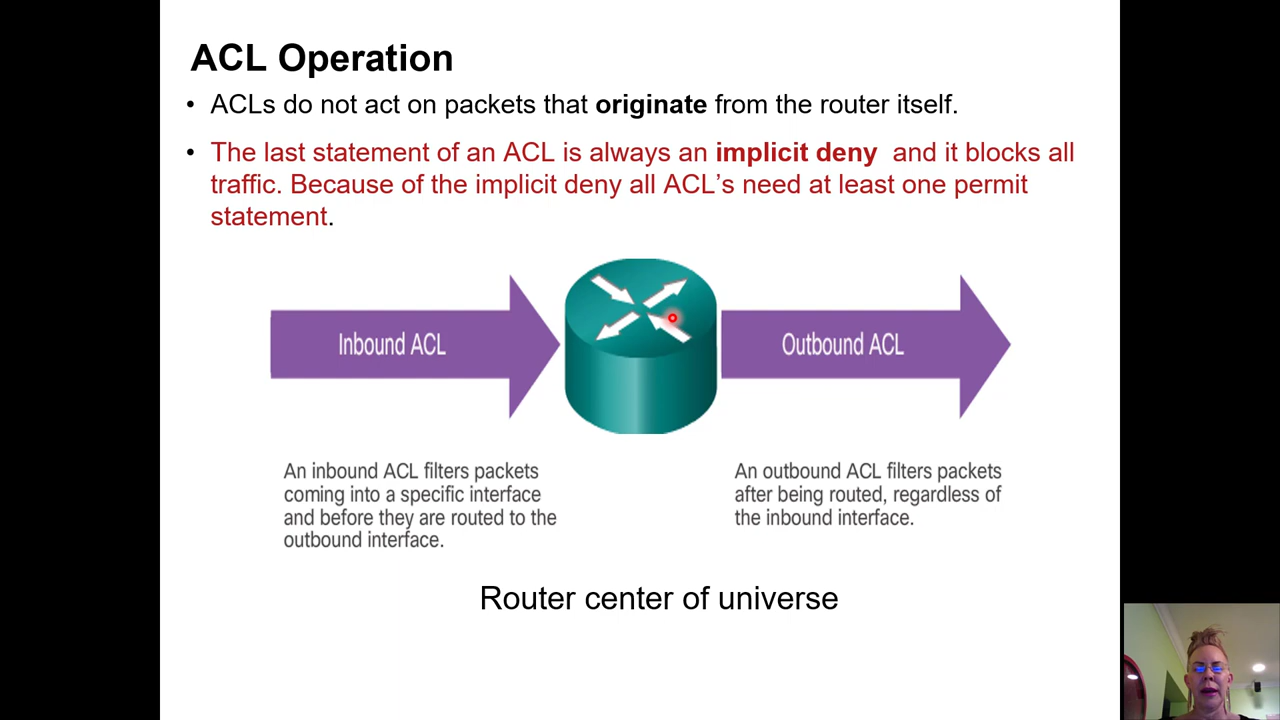 ACL Operation
• ACLs do not act on packets that originate from the router itself.
• The last statement of an ACL is always an implicit deny and it blocks all
traffic. Because of the implicit deny all ACL's need at least one permit
statement.
Inbound ACL
Outbound ACL
An inbound ACL filters packets
coming into a specific interface
and before they are routed to the
outbound interface.
An outbound ACL filters packets
after being routed, regardless of
the inbound interface.
Router center of universe